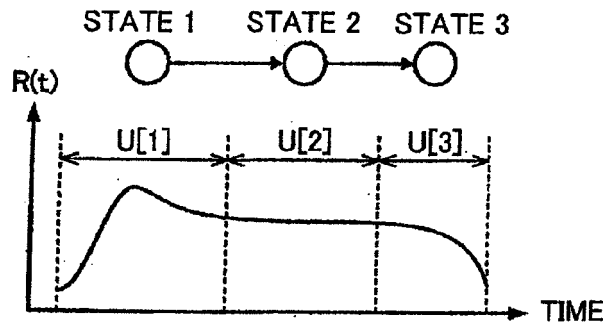 STATE 1 STATE 2 STATE 3
R(t)
U[1] U[2] U[3]
TIME